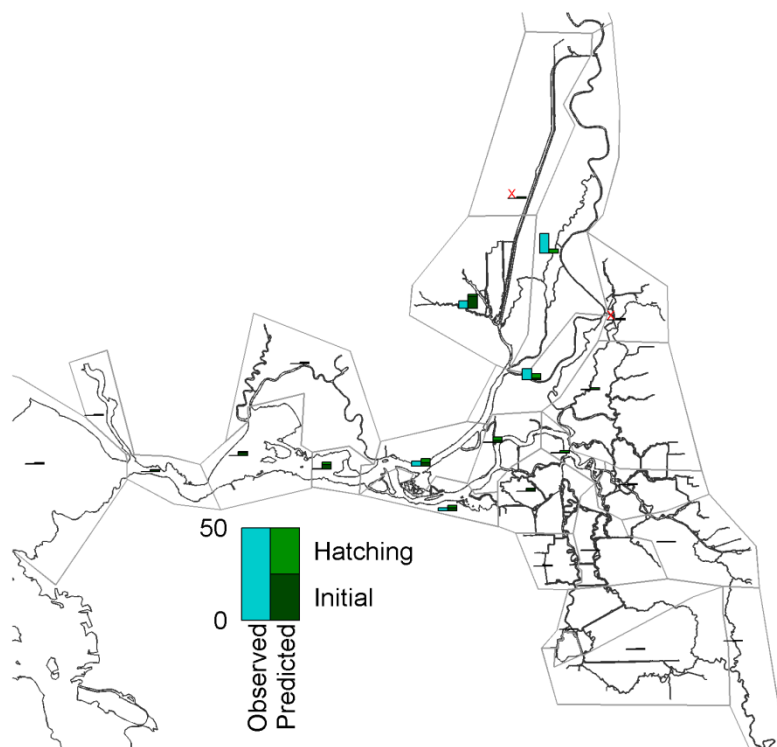 X
X
50
Hatching
Initial
0
Observed
Predicted